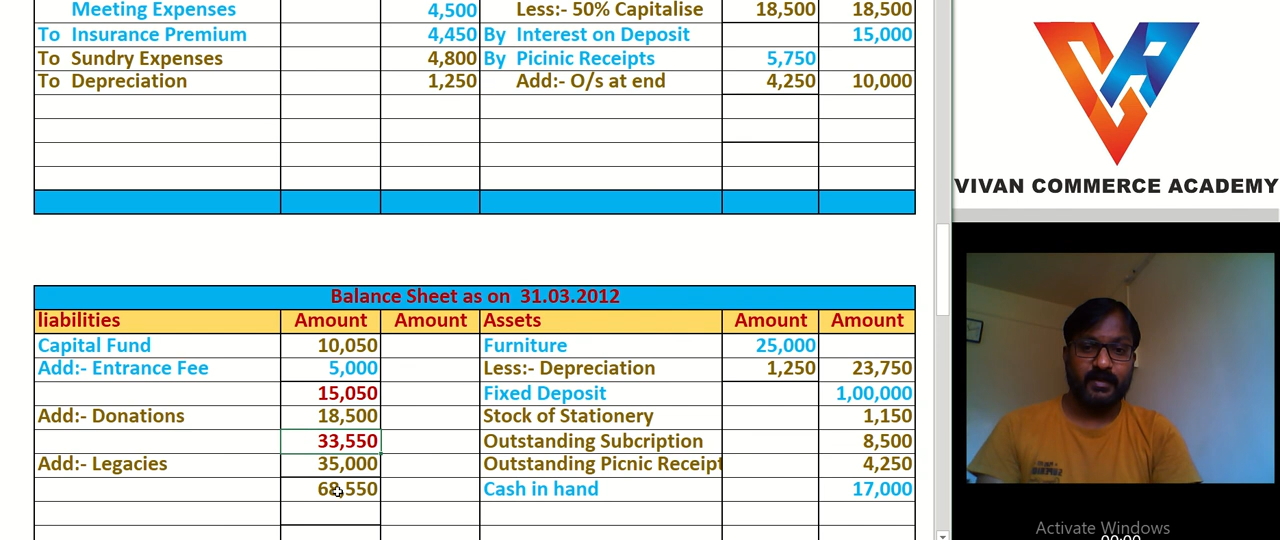 Meeting Expenses 4,500 Less:- 50% Capitalise 18,500 18,500
To Insurance Premium 4,450 By Interest on Deposit 15,000
To Sundry Expenses 4,800 By Picinic Receipts 5,750
To Depreciation 1,250 Add:- O/s at end 4,250 10,000
VIVAN COMMERCE ACADEMY
Balance Sheet as on 31.03.2012
liabilities Amount Amount Assets Amount Amount
Capital Fund 10,050 Furniture 25,000
Add:- Entrance Fee 5,000 Less:- Depreciation 1,250 23,750
15,050 Fixed Deposit 1,00,000
Add:- Donations 18,500 Stock of Stationery 1,150
33,550 Outstanding Subcription 8,500
Add:- Legacies 35,000 Outstanding Picnic Receipt 4,250
68,550 Cash in hand 17,000
Activate Windows